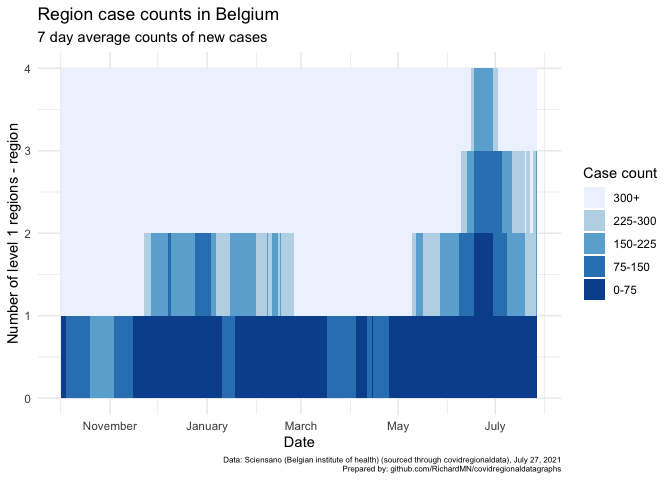 Region case counts in Belgium
7 day average counts of new cases
Number of level 1 regions - region
4
3
2
1
0
November
January
March
May
July
Date
Case count
300+
225-300
150-225
75-150
0-75
Data: Sciensano (Belgian institute of health) (sourced through covidregionaldata), July 27, 2021
Prepared by: github.com/RichardMN/covidregionaldatagraphs